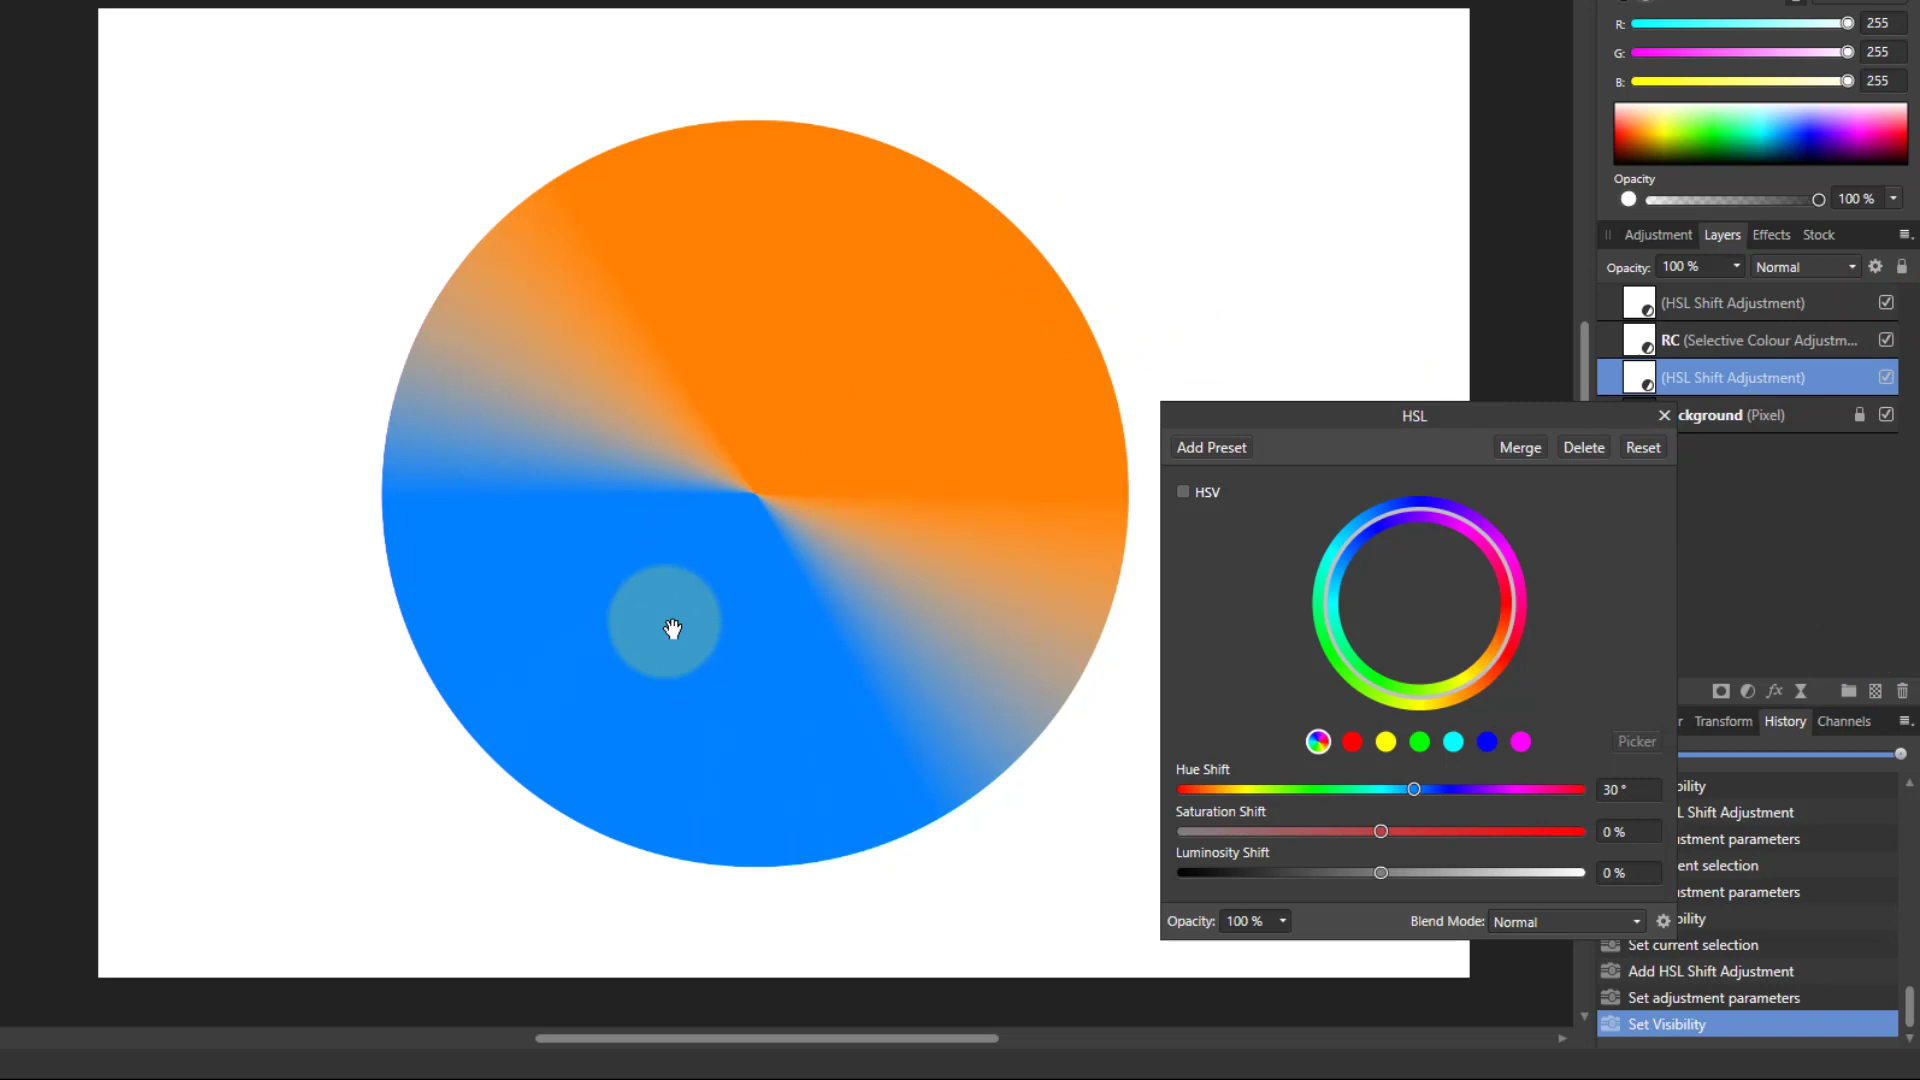 R: 255
G: 255
B: 255
Opacity
100 %
Adjustment Layers Effects Stock
Opacity: 100 % Normal
(HSL Shift Adjustment)
RC (Selective Colour Adjustm...
(HSL Shift Adjustment)
ckground (Pixel)
HSL
Add Preset Merge Delete Reset
HSV
Picker
Hue Shift
30 °
Saturation Shift
0 %
Luminosity Shift
0 %
Opacity: 100 % Blend Mode: Normal
r Transform History Channels
bility
L Shift Adjustment
ustment parameters
ent selection
ustment parameters
bility
Set current selection
Add HSL Shift Adjustment
Set adjustment parameters
Set Visibility